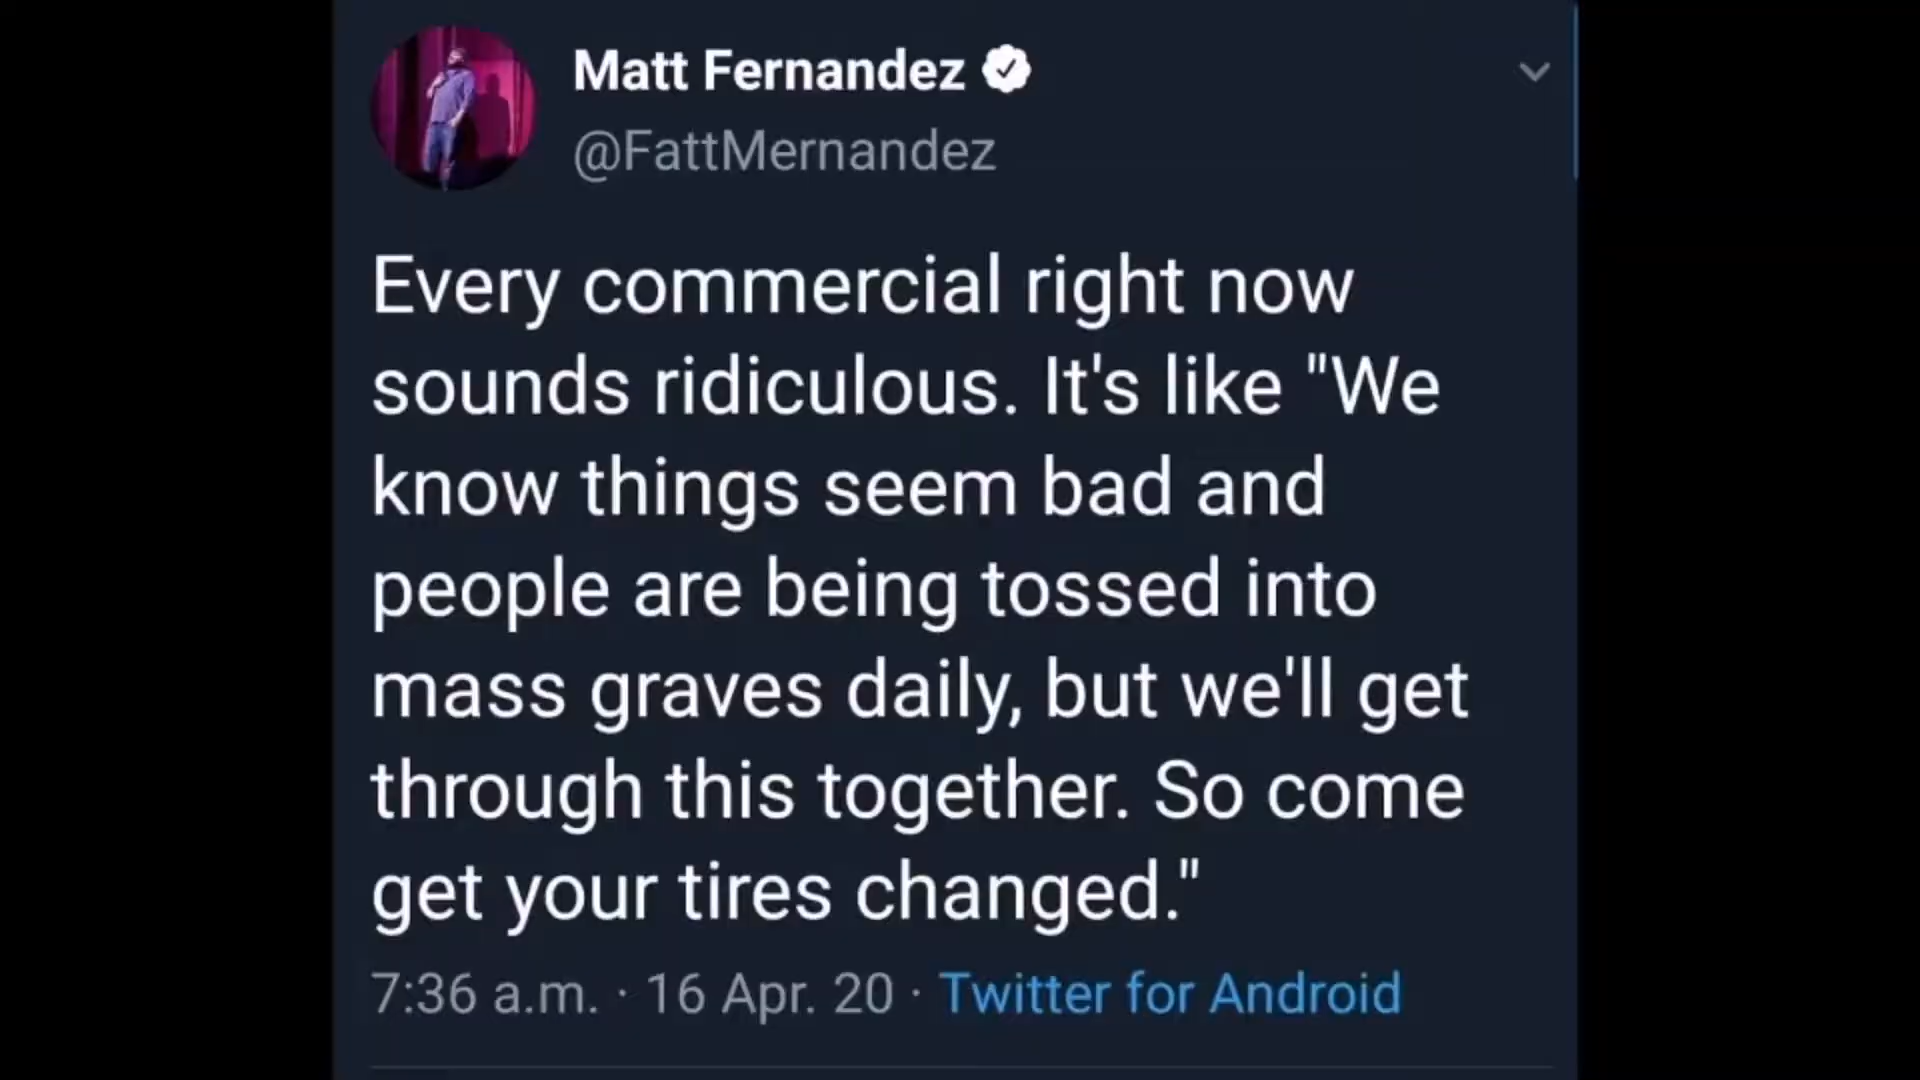 Matt Fernandez
@FattMernandez
Every commercial right now
sounds ridiculous. It's like "We
know things seem bad and
people are being tossed into
mass graves daily, but we'll get
through this together. So come
get your tires changed."
7:36 a.m. · 16 Apr. 20 · Twitter for Android